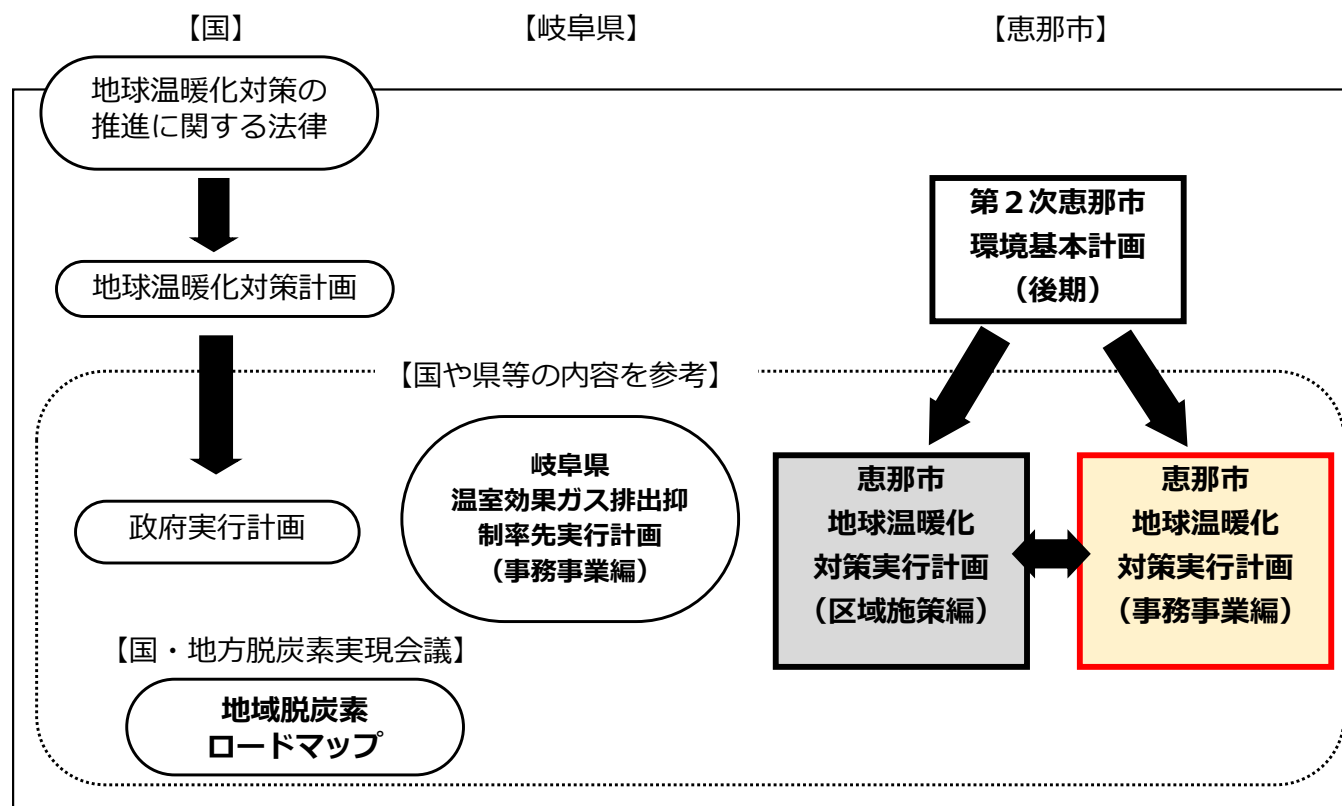 【国】
【岐阜県】
【恵那市】
地球温暖化対策の
推進に関する法律
地球温暖化対策計画
第２次恵那市
環境基本計画
（後期）
【国や県等の内容を参考】
政府実行計画
岐阜県
温室効果ガス排出抑
制率先実行計画
（事務事業編）
恵那市
地球温暖化
対策実行計画
（区域施策編）
恵那市
地球温暖化
対策実行計画
（事務事業編）
【国・地方脱炭素実現会議】
地域脱炭素
ロードマップ